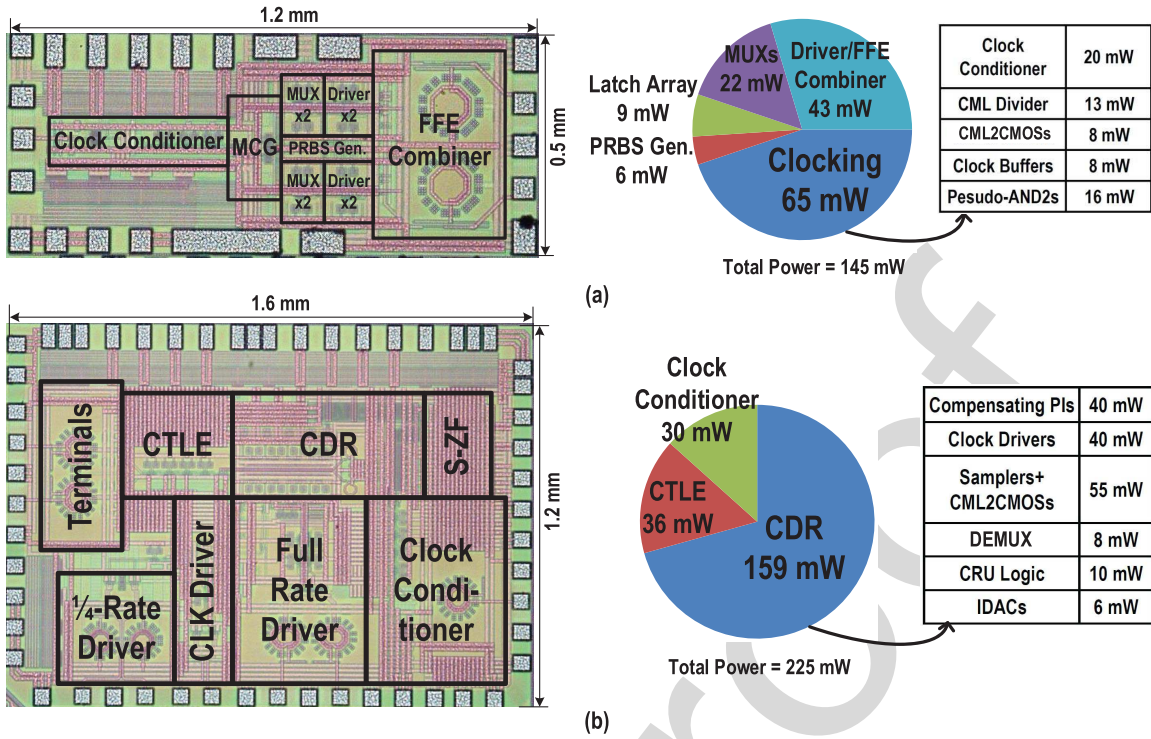 1.2 mm
0.5 mm
Clock Conditioner
MCG
MUX
x2
Driver
x2
PRBS Gen.
MUX
x2
Driver
x2
FFE
Combiner
MUXs
22 mW
Driver/FFE
Combiner
43 mW
Latch Array
9 mW
PRBS Gen.
6 mW
Clocking
65 mW
Total Power = 145 mW
Clock
Conditioner
20 mW
CML Divider 13 mW
CML2CMOSs 8 mW
Clock Buffers 8 mW
Pesudo-AND2s 16 mW
(a)
1.6 mm
1.2 mm
Terminals
CTLE
CDR
S-ZF
¼-Rate
Driver
CLK Driver
Full
Rate
Driver
Clock
Condi-
tioner
Clock
Conditioner
30 mW
CTLE
36 mW
CDR
159 mW
Total Power = 225 mW
Compensating PIs 40 mW
Clock Drivers 40 mW
Samplers+
CML2CMOSs
55 mW
DEMUX 8 mW
CRU Logic 10 mW
IDACs 6 mW
(b)